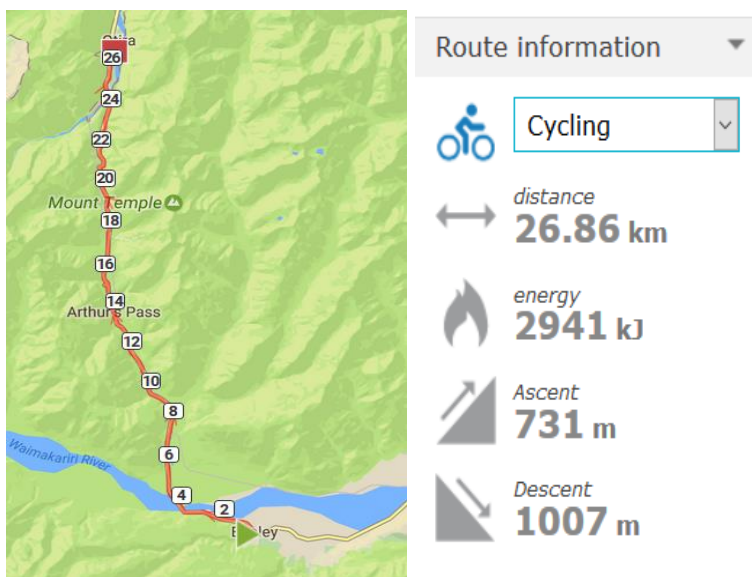 26
24
22
20
Mount Temple
18
16
14
Arthur's Pass
12
10
8
6
Waimakariri River
4
2
Route information
Cycling
distance
26.86 km
energy
2941 kJ
Ascent
731 m
Descent
1007 m